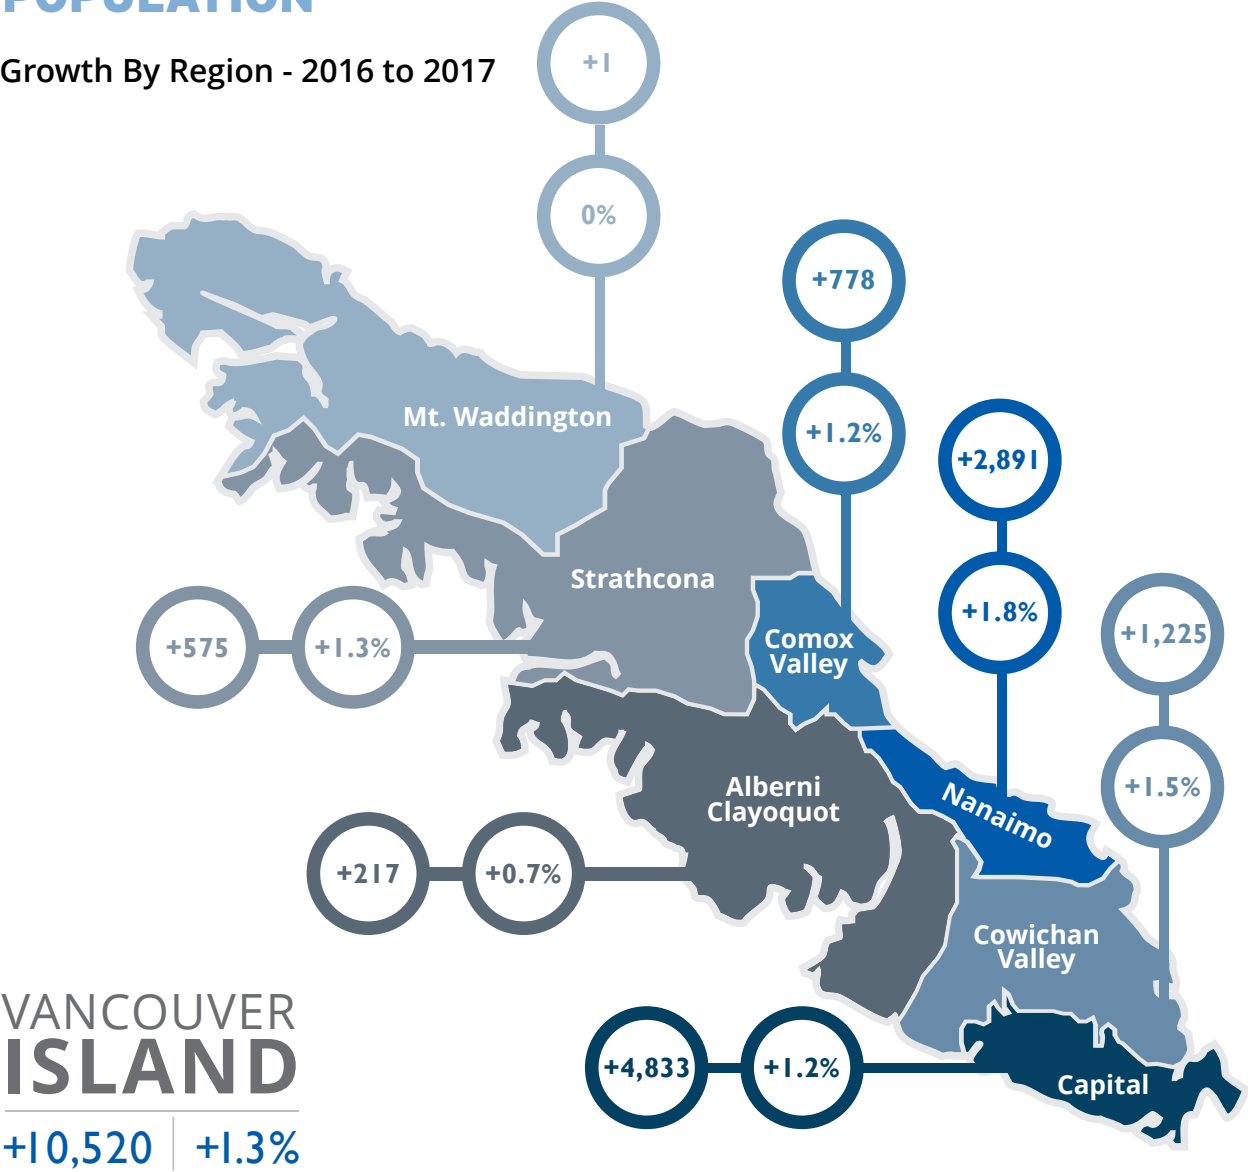 POPULATION
Growth By Region - 2016 to 2017
+1
0%
+778
+1.2%
+2,891
+1.8%
+1,225
+1.5%
Mt. Waddington
Strathcona
Comox
Valley
+575
+1.3%
Alberni
Clayoquot
Nanaimo
+217
+0.7%
Cowichan
Valley
+4,833
+1.2%
Capital
VANCOUVER
ISLAND
+10,520
+1.3%